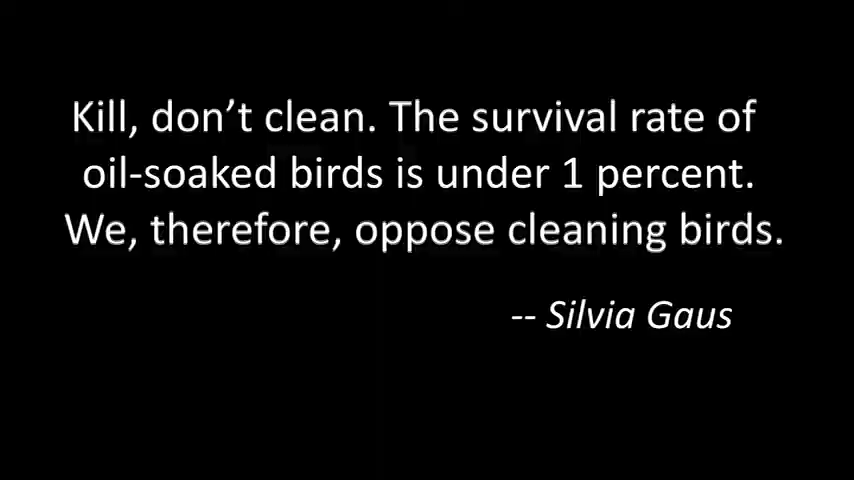 Kill, don’t clean. The survival rate of
oil-soaked birds is under 1 percent.
We, therefore, oppose cleaning birds.
-- Silvia Gaus